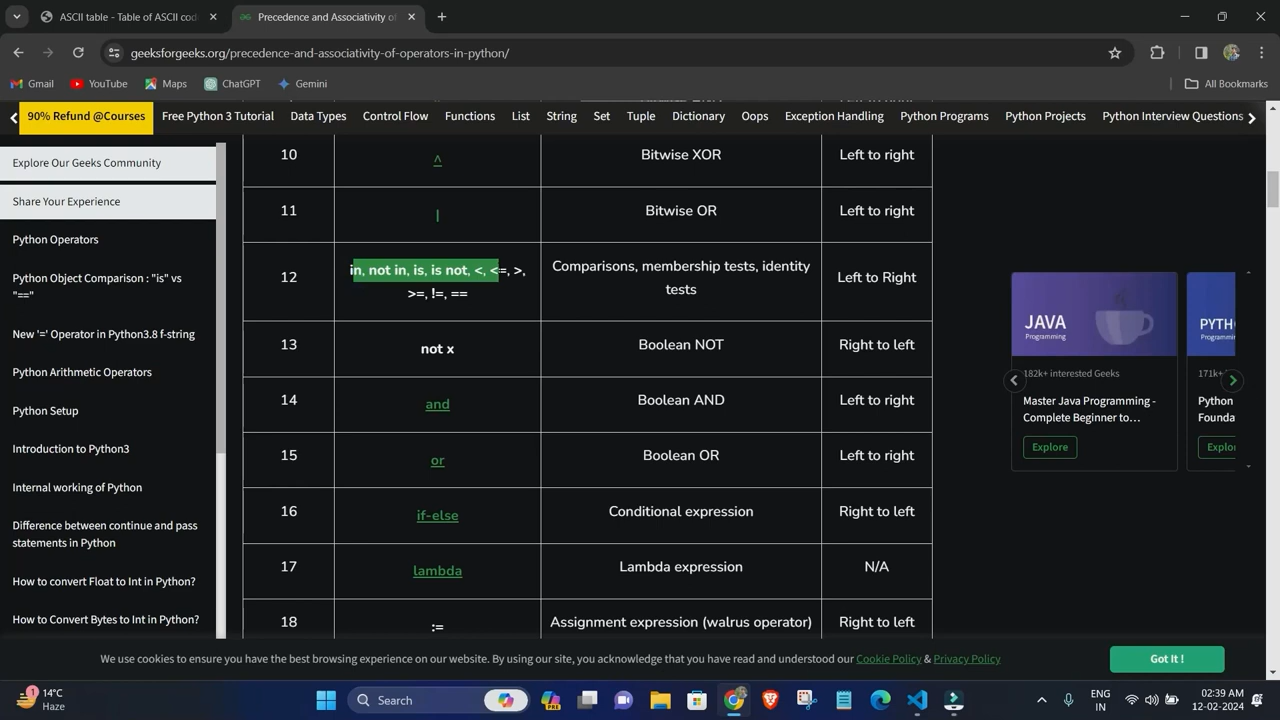 ASCII table - Table of ASCII cod
Precedence and Associativity of
geeksforgeeks.org/precedence-and-associativity-of-operators-in-python/
Gmail
YouTube
Maps
ChatGPT
Gemini
All Bookmarks
90% Refund @Courses
Free Python 3 Tutorial
Data Types
Control Flow
Functions
List
String
Set
Tuple
Dictionary
Oops
Exception Handling
Python Programs
Python Projects
Python Interview Questions
Explore Our Geeks Community
Share Your Experience
Python Operators
Python Object Comparison : "is" vs
"=="
New '=' Operator in Python3.8 f-string
Python Arithmetic Operators
Python Setup
Introduction to Python3
Internal working of Python
Difference between continue and pass
statements in Python
How to convert Float to Int in Python?
How to Convert Bytes to Int in Python?
10 ^ Bitwise XOR Left to right
11 | Bitwise OR Left to right
12
in, not in, is, is not, <, <=, >,
>=, !=, ==
Comparisons, membership tests, identity
tests
Left to Right
13 not x Boolean NOT Right to left
14 and Boolean AND Left to right
15 or Boolean OR Left to right
16 if-else Conditional expression Right to left
17 lambda Lambda expression N/A
18 := Assignment expression (walrus operator) Right to left
JAVA
Programming
182k+ interested Geeks
Master Java Programming -
Complete Beginner to...
Explore
PYTH
Programmin
171k+
Python
Founda
Explo
We use cookies to ensure you have the best browsing experience on our website. By using our site, you acknowledge that you have read and understood our Cookie Policy & Privacy Policy
Got It !
1
14°C
Haze
Search
PRE
ENG
IN
02:39 AM
12-02-2024